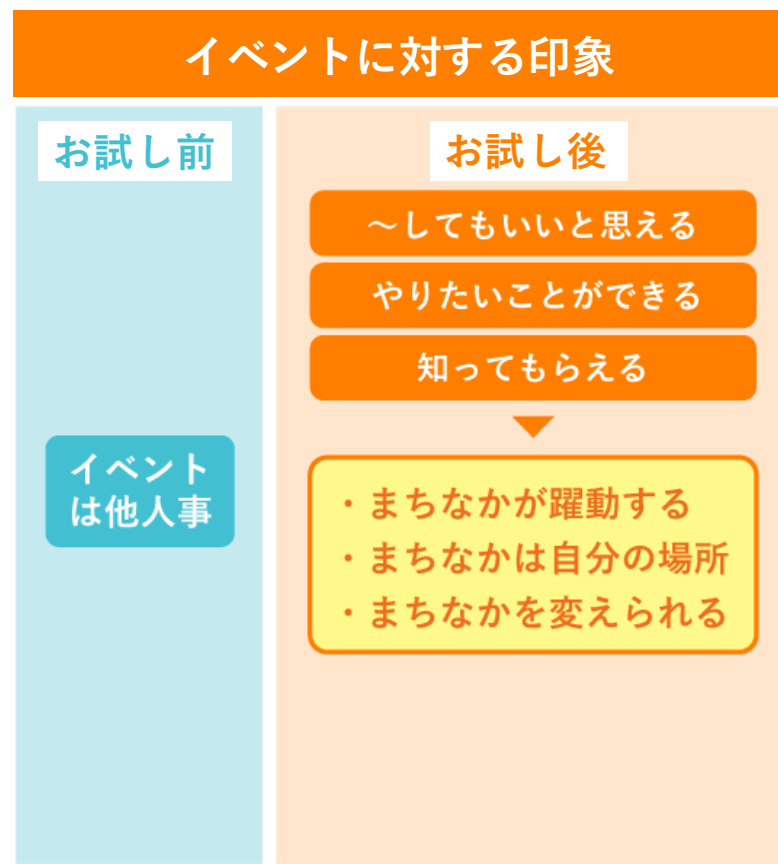 イベントに対する印象
お試し前
お試し後
～してもいいと思える
やりたいことができる
知ってもらえる
イベント
は他人事
・まちなかが躍動する
・まちなかは自分の場所
・まちなかを変えられる